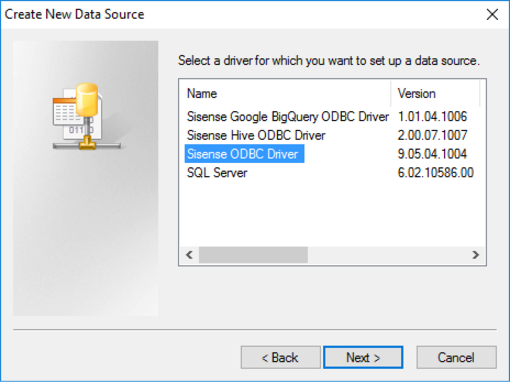 Create New Data Source
Select a driver for which you want to set up a data source.
Name Version
Sisense Google BigQuery ODBC Driver 1.01.04.1006
Sisense Hive ODBC Driver 2.00.07.1007
Sisense ODBC Driver 9.05.04.1004
SQL Server 6.02.10586.00
0110
< Back Next > Cancel